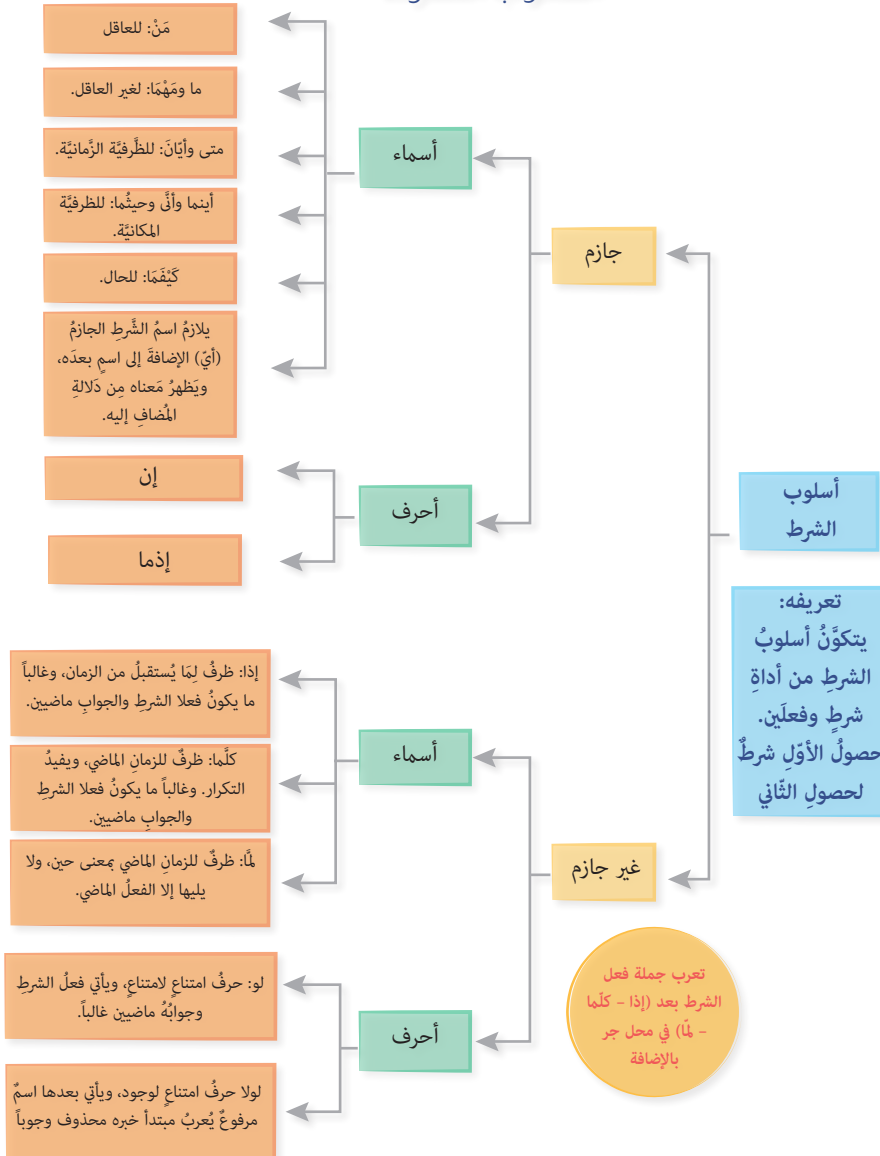 أسلوب
الشرط
تعريفه:
يتكوَّنُ أسلوبُ
الشرطِ من أداةِ
شرطٍ وفعلَين.
حصولُ الأوّلِ شرطٌ
لحصولِ الثّاني
جازم
أسماء
مَنْ: للعاقل
ما ومَهْمَا: لغير العاقل.
متى وأيّانَ: للظَّرفيَّة الزَّمانيَّة.
أينما وأنَّى وحيثُما: للظرفيَّة
المكانيَّة.
كَيْفَمَا: للحال.
يلازمُ اسمُ الشَّرطِ الجازمُ
(أيّ) الإضافةَ إلى اسمٍ بعدَه،
ويَظهرُ مَعناه مِن دَلالةِ
المُضافِ إليه.
أحرف
إن
إذما
غير جازم
أسماء
إذا: ظرفُ لِمَا يُستقبلُ من الزمان، وغالباً
ما يكونُ فعلا الشرطِ والجوابِ ماضيين.
كلَّما: ظرفٌ للزمانِ الماضي، ويفيدُ
التكرار. وغالباً ما يكونُ فعلا الشرطِ
والجوابِ ماضيين.
لمَّا: ظرفٌ للزمانِ الماضي بمعنى حين، ولا
يليها إلا الفعلُ الماضي.
أحرف
لو: حرفُ امتناعٍ لامتناعٍ، ويأتي فعلُ الشرطِ
وجوابُهُ ماضيين غالباً.
لولا حرفُ امتناعٍ لوجود، ويأتي بعدها اسمٌ
مرفوعٌ يُعربُ مبتدأ خبره محذوف وجوباً
تعرب جملة فعل
الشرط بعد (إذا - كلّما
- لمّا) في محل جر
بالإضافة